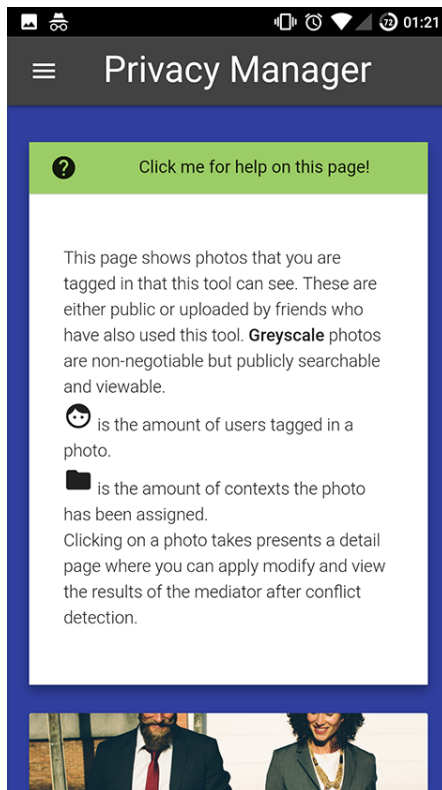 72 01:21
Privacy Manager
Click me for help on this page!
This page shows photos that you are
tagged in that this tool can see. These are
either public or uploaded by friends who
have also used this tool. Greyscale photos
are non-negotiable but publicly searchable
and viewable.
is the amount of users tagged in a
photo.
is the amount of contexts the photo
has been assigned.
Clicking on a photo takes presents a detail
page where you can apply modify and view
the results of the mediator after conflict
detection.